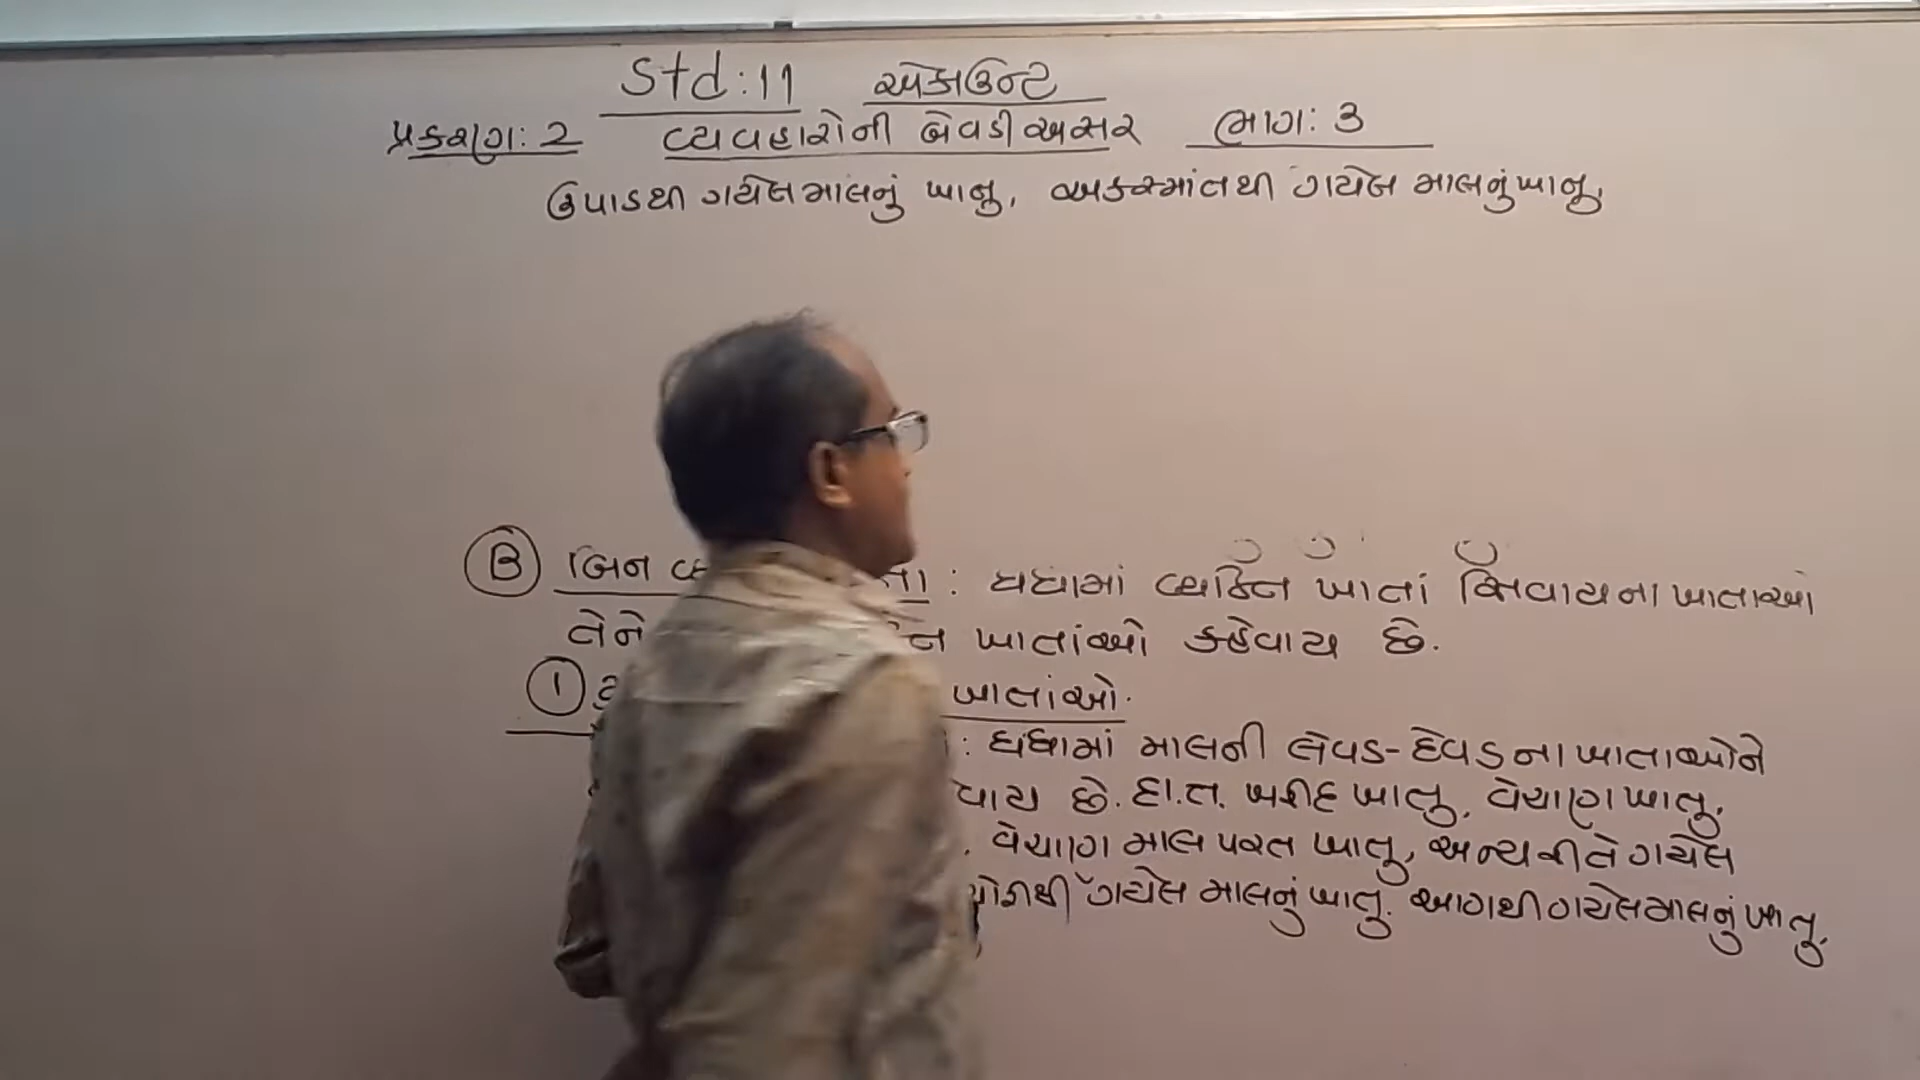 Std : 11 એકાઉન્ટ
પ્રકરણ : 2 વ્યવહારોની બેવડી અસર ભાગ : 3
ઉપાડથી ગયેલ માલનું ખાતુ, અકસ્માંતથી ગયેલ માલનું ખાતુ,
B બિન : ધંધામાં વ્યકિત ખાતાં સિવાયના ખાતાઓ
તેને ખાતાંઓ કહેવાય છે.
1 ખાતાંઓ.
: ધંધામાં માલની લેવડ-દેવડના ખાતાઓને
છે. દા.ત. ખરીદ ખાતુ, વેચાણ ખાતુ,
વેચાણ માલ પરત ખાતુ, અન્ય રીતે ગયેલ
ગયેલ માલનું ખાતુ. આગથી ગયેલ માલનું ખાતુ,